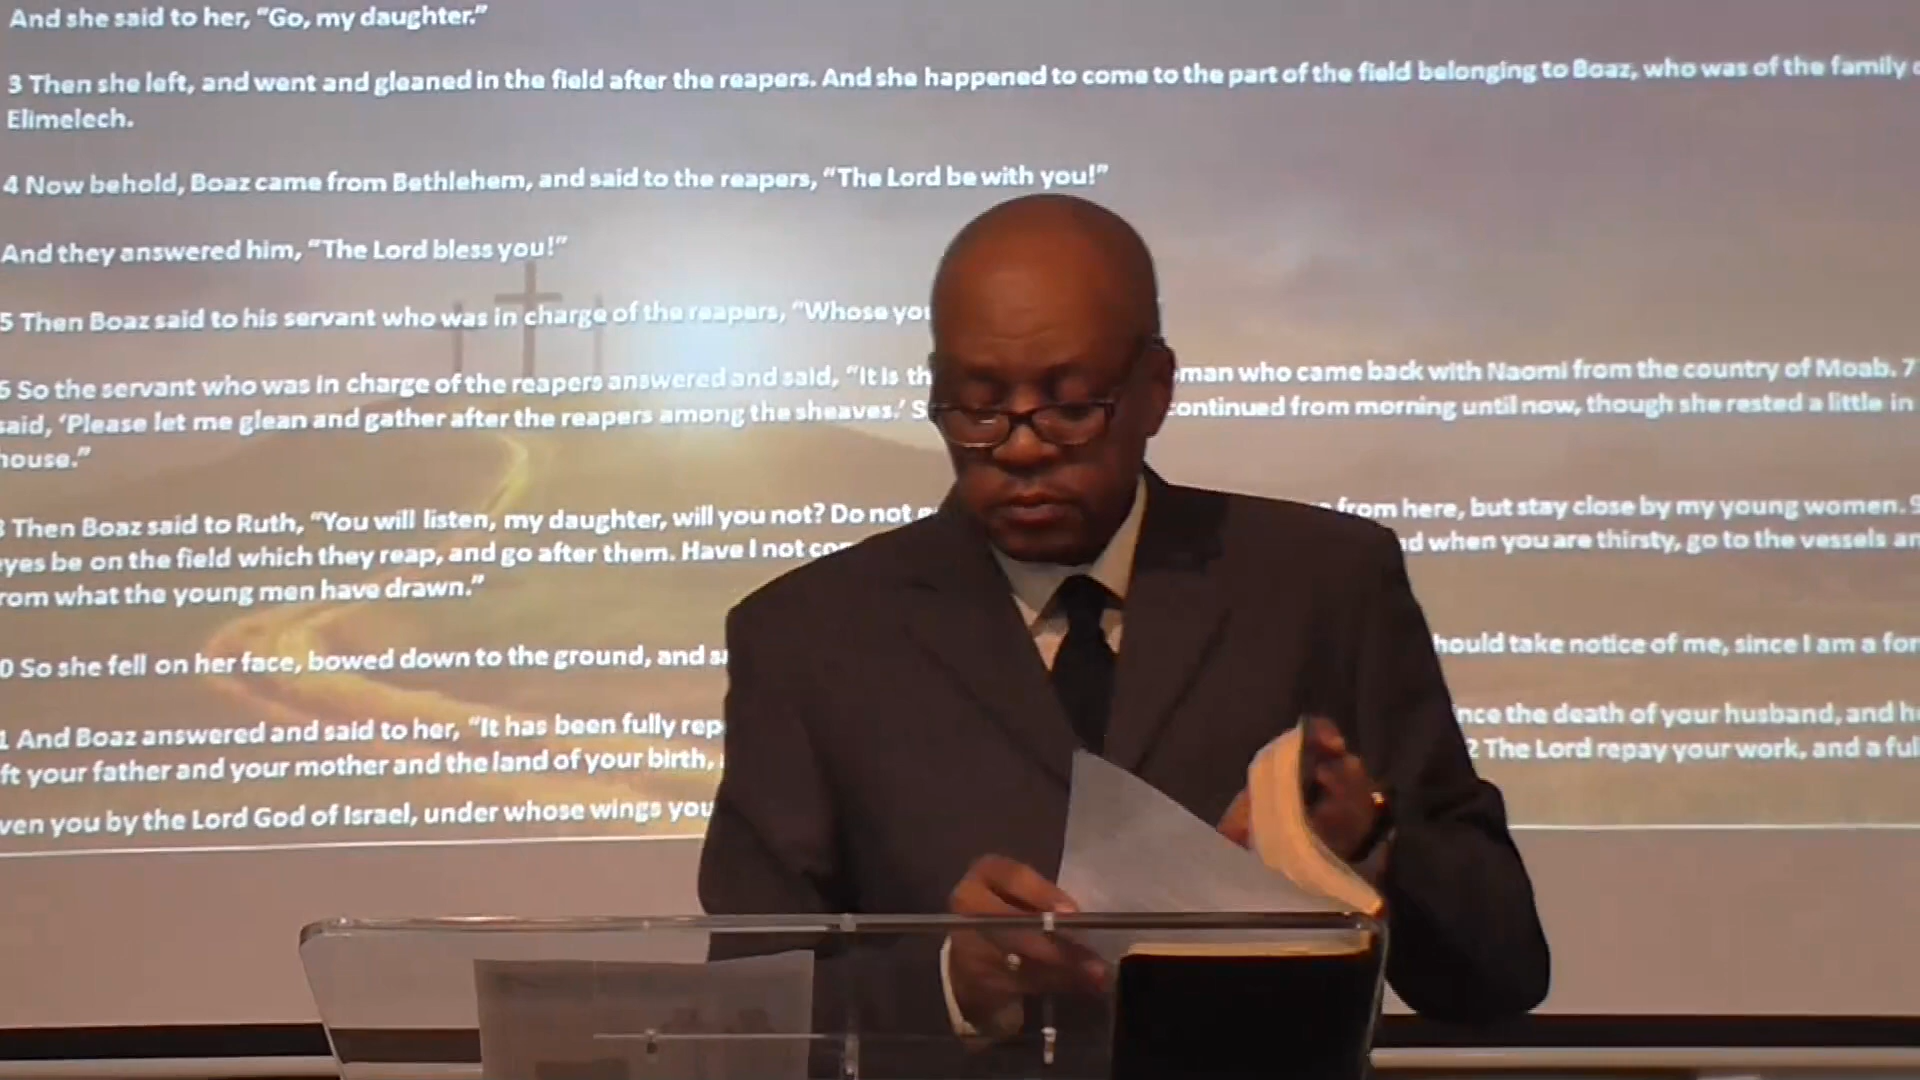 And she said to her, “Go, my daughter.”
3 Then she left, and went and gleaned in the field after the reapers. And she happened to come to the part of the field belonging to Boaz, who was of the family
Elimelech.
4 Now behold, Boaz came from Bethlehem, and said to the reapers, “The Lord be with you!”
And they answered him, “The Lord bless you!”
5 Then Boaz said to his servant who was in charge of the reapers, “Whose
So the servant who was in charge of the reapers answered and said, “It is who came back with Naomi from the country of Moab. 7
said, ‘Please let me glean and gather after the reapers among the sheaves.’ continued from morning until now, though she rested a little in
house.”
Then Boaz said to Ruth, “You will listen, my daughter, will you not? Do not from here, but stay close by my young women.
eyes be on the field which they reap, and go after them. Have I not when you are thirsty, go to the vessels
from what the young men have drawn.”
0 So she fell on her face, bowed down to the ground, and should take notice of me, since I am a
1 And Boaz answered and said to her, “It has been fully the death of your husband, and
your father and your mother and the land of your birth, 2 The Lord repay your work, and a
you by the Lord God of Israel, under whose wings